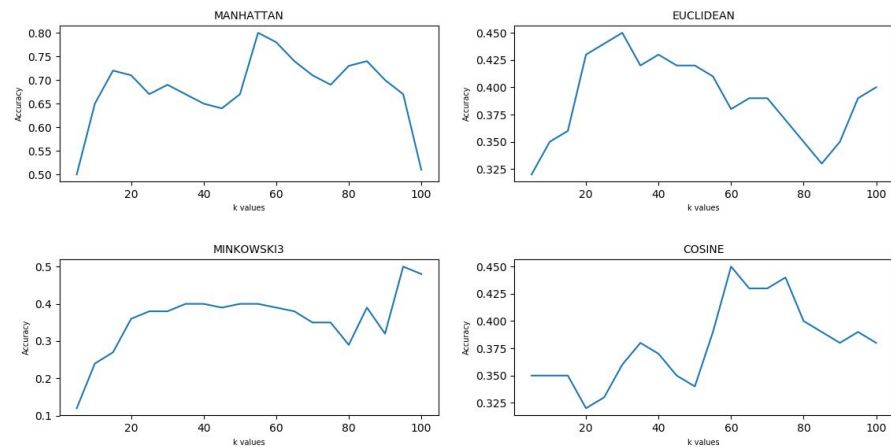 MANHATTAN
0.80
0.75
0.70
0.65
0.60
0.55
0.50
Accuracy
20 40 60 80 100
k values
EUCLIDEAN
0.450
0.425
0.400
0.375
0.350
0.325
Accuracy
20 40 60 80 100
k values
MINKOWSKI3
0.5
0.4
0.3
0.2
0.1
Accuracy
20 40 60 80 100
k values
COSINE
0.450
0.425
0.400
0.375
0.350
0.325
Accuracy
20 40 60 80 100
k values